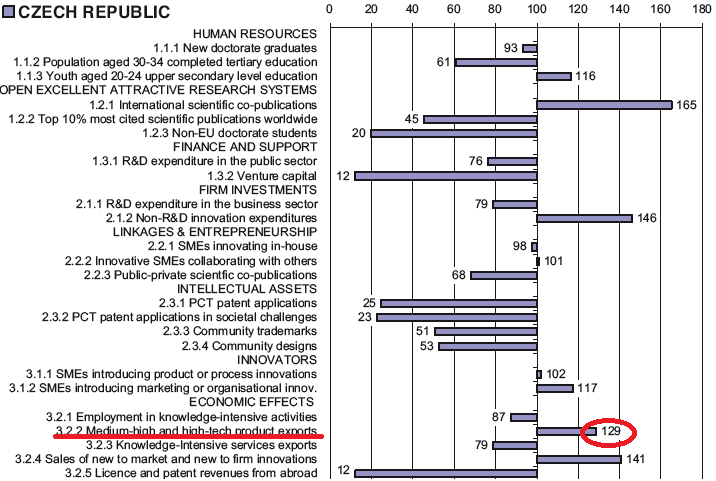 CZECH REPUBLIC
0 20 40 60 80 100 120 140 160 180
HUMAN RESOURCES
1.1.1 New doctorate graduates 93
1.1.2 Population aged 30-34 completed tertiary education 61
1.1.3 Youth aged 20-24 upper secondary level education 116
OPEN EXCELLENT ATTRACTIVE RESEARCH SYSTEMS
1.2.1 International scientific co-publications 165
1.2.2 Top 10% most cited scientific publications worldwide 45
1.2.3 Non-EU doctorate students 20
FINANCE AND SUPPORT
1.3.1 R&D expenditure in the public sector 76
1.3.2 Venture capital 12
FIRM INVESTMENTS
2.1.1 R&D expenditure in the business sector 79
2.1.2 Non-R&D innovation expenditures 146
LINKAGES & ENTREPRENEURSHIP
2.2.1 SMEs innovating in-house 98
2.2.2 Innovative SMEs collaborating with others 101
2.2.3 Public-private scientfc co-publications 68
INTELLECTUAL ASSETS
2.3.1 PCT patent applications 25
2.3.2 PCT patent applications in societal challenges 23
2.3.3 Community trademarks 51
2.3.4 Community designs 53
INNOVATORS
3.1.1 SMEs introducing product or process innovations 102
3.1.2 SMEs introducing marketing or organisational innov. 117
ECONOMIC EFFECTS
3.2.1 Employment in knowledge-intensive activities 87
3.2.2 Medium-high and high-tech product exports 129
3.2.3 Knowledge-Intensive services exports 79
3.2.4 Sales of new to market and new to firm innovations 141
3.2.5 Licence and patent revenues from abroad 12